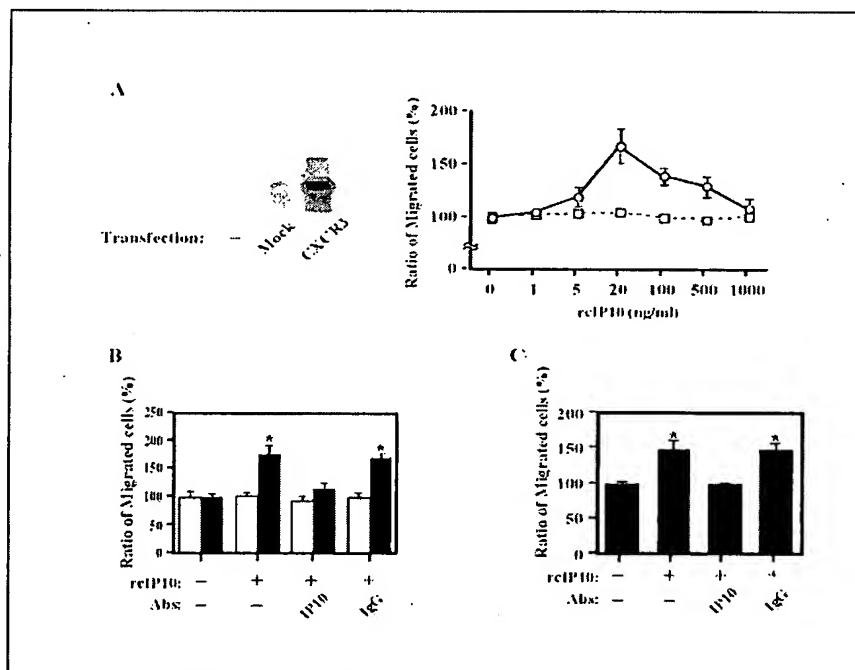 A
Transfection: – Mock CXCR3
Ratio of Migrated cells (%)
200
150
100
0
0 1 5 20 100 500 1000
rcIP10 (ng/ml)
B
Ratio of Migrated cells (%)
250
200
150
100
50
0
* *
rcIP10: – + + +
Abs: – – IP10 IgG
C
Ratio of Migrated cells (%)
200
150
100
50
0
* *
rcIP10: – + + +
Abs: – – IP10 IgG